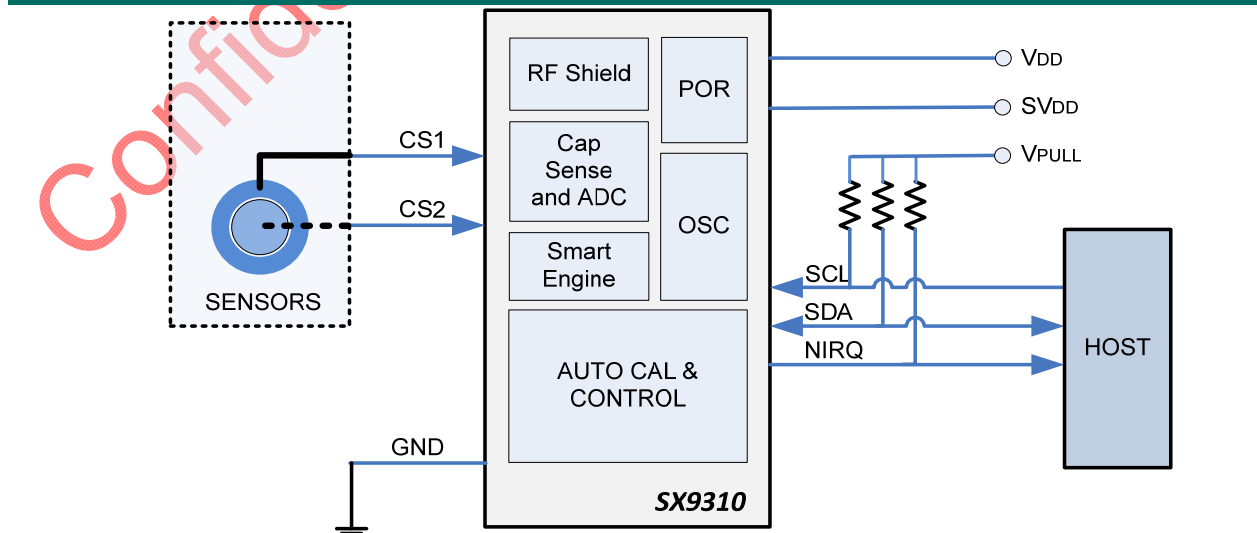 Confide
RF Shield
POR
Cap
Sense
and ADC
OSC
Smart
Engine
AUTO CAL &
CONTROL
SX9310
CS1
CS2
SENSORS
GND
VDD
SVDD
VPULL
SCL
SDA
NIRQ
HOST